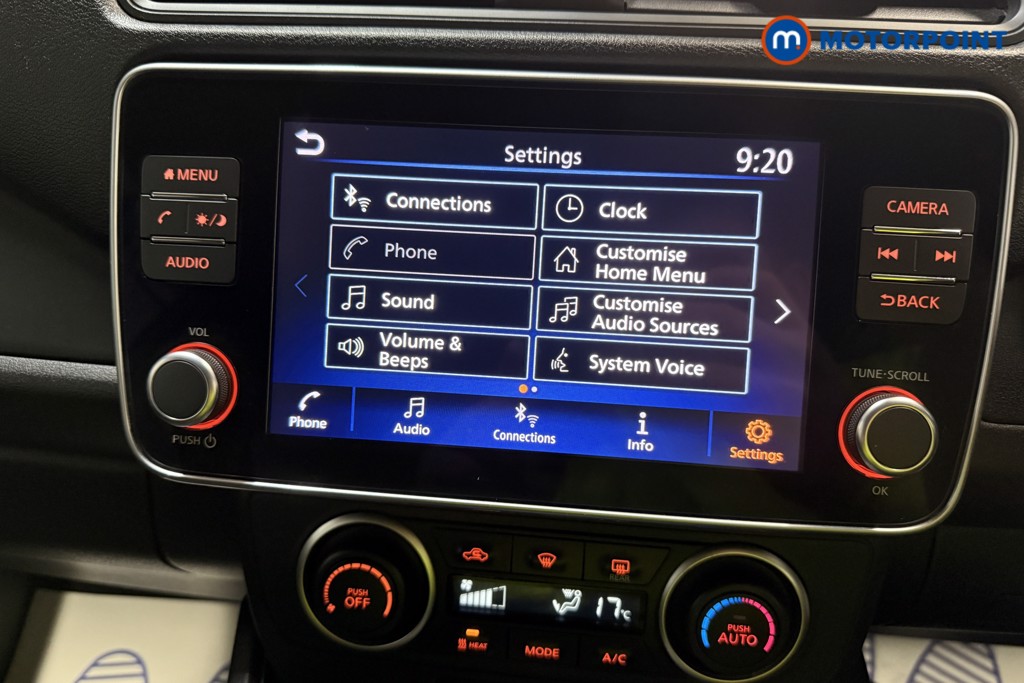 m MOTORPOINT
Settings
9:20
MENU
AUDIO
VOL
PUSH
Connections
Phone
Sound
Volume &
Beeps
Clock
Customise
Home Menu
Customise
Audio Sources
System Voice
Phone
Audio
Connections
Info
Settings
CAMERA
BACK
TUNE·SCROLL
OK
PUSH
OFF
REAR
17°C
HEAT
MODE
A/C
PUSH
AUTO